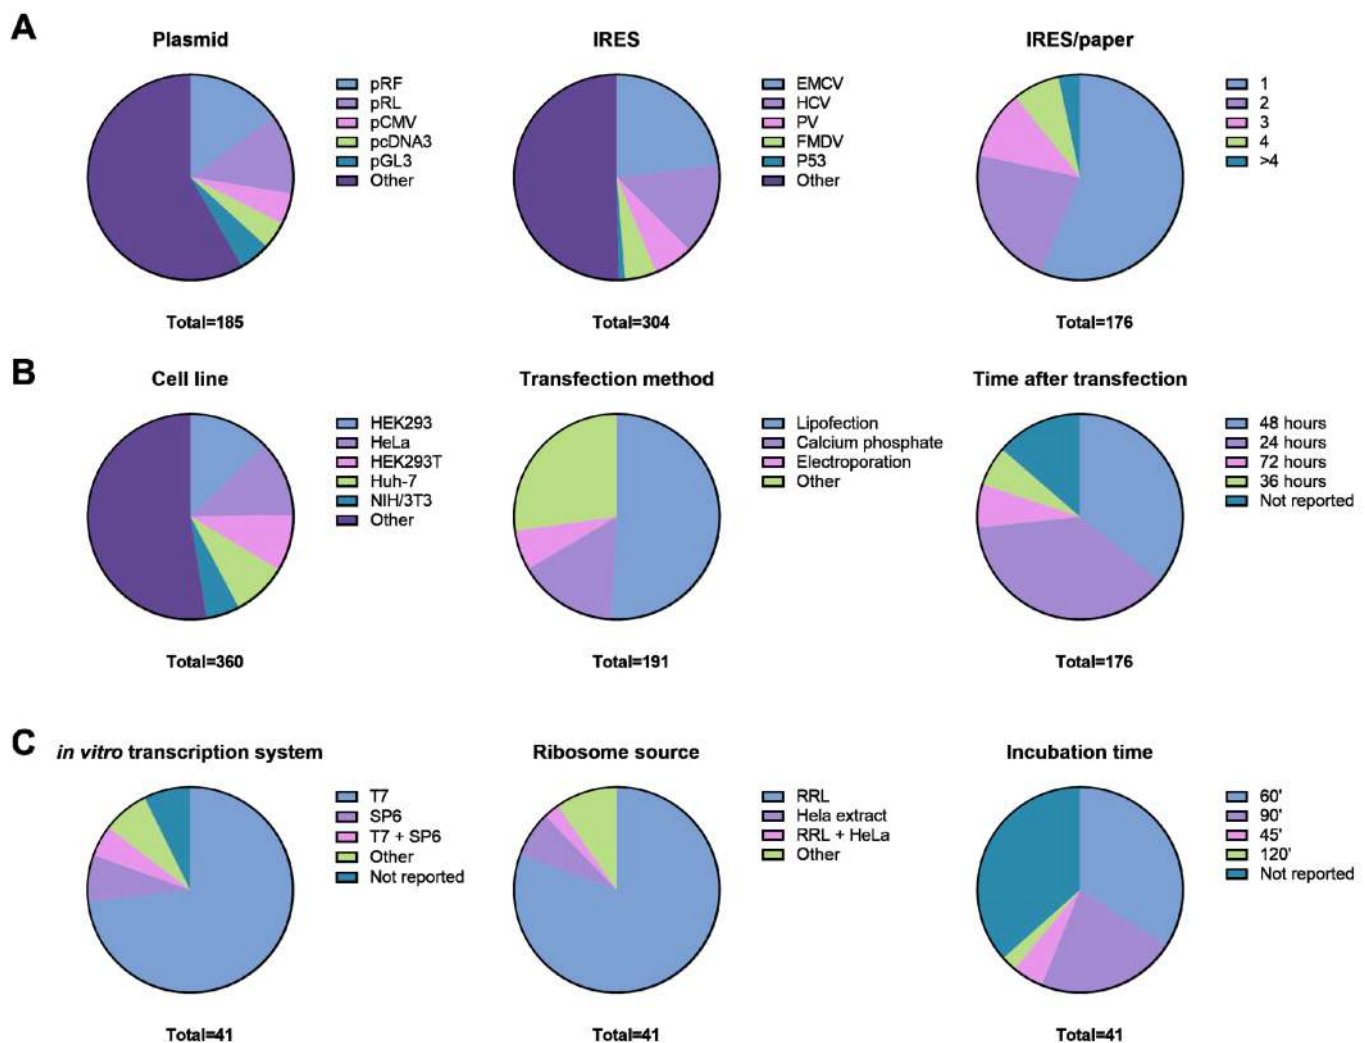 A
Plasmid
pRF
pRL
pCMV
pcDNA3
pGL3
Other
Total=185
IRES
EMCV
HCV
PV
FMDV
P53
Other
Total=304
IRES/paper
1
2
3
4
>4
Total=176
B
Cell line
HEK293
HeLa
HEK293T
Huh-7
NIH/3T3
Other
Total=360
Transfection method
Lipofection
Calcium phosphate
Electroporation
Other
Total=191
Time after transfection
48 hours
24 hours
72 hours
36 hours
Not reported
Total=176
C
in vitro transcription system
T7
SP6
T7 + SP6
Other
Not reported
Total=41
Ribosome source
RRL
Hela extract
RRL + HeLa
Other
Total=41
Incubation time
60'
90'
45'
120'
Not reported
Total=41